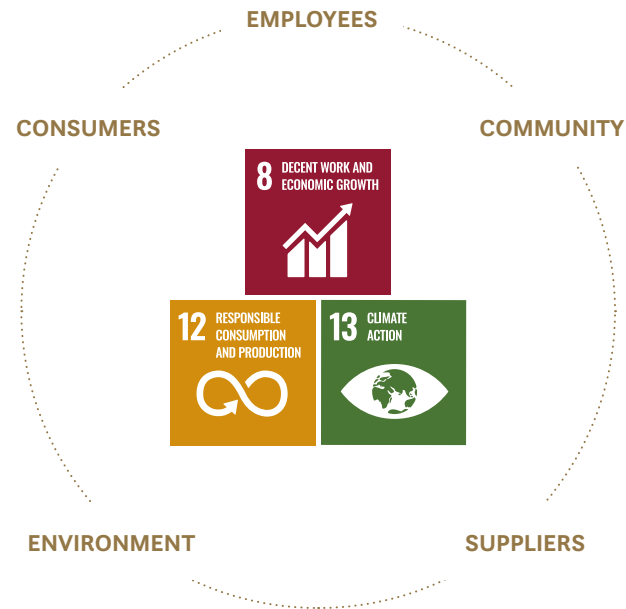 EMPLOYEES
CONSUMERS
COMMUNITY
8 DECENT WORK AND
ECONOMIC GROWTH
12 RESPONSIBLE
CONSUMPTION
AND PRODUCTION
13 CLIMATE
ACTION
ENVIRONMENT
SUPPLIERS